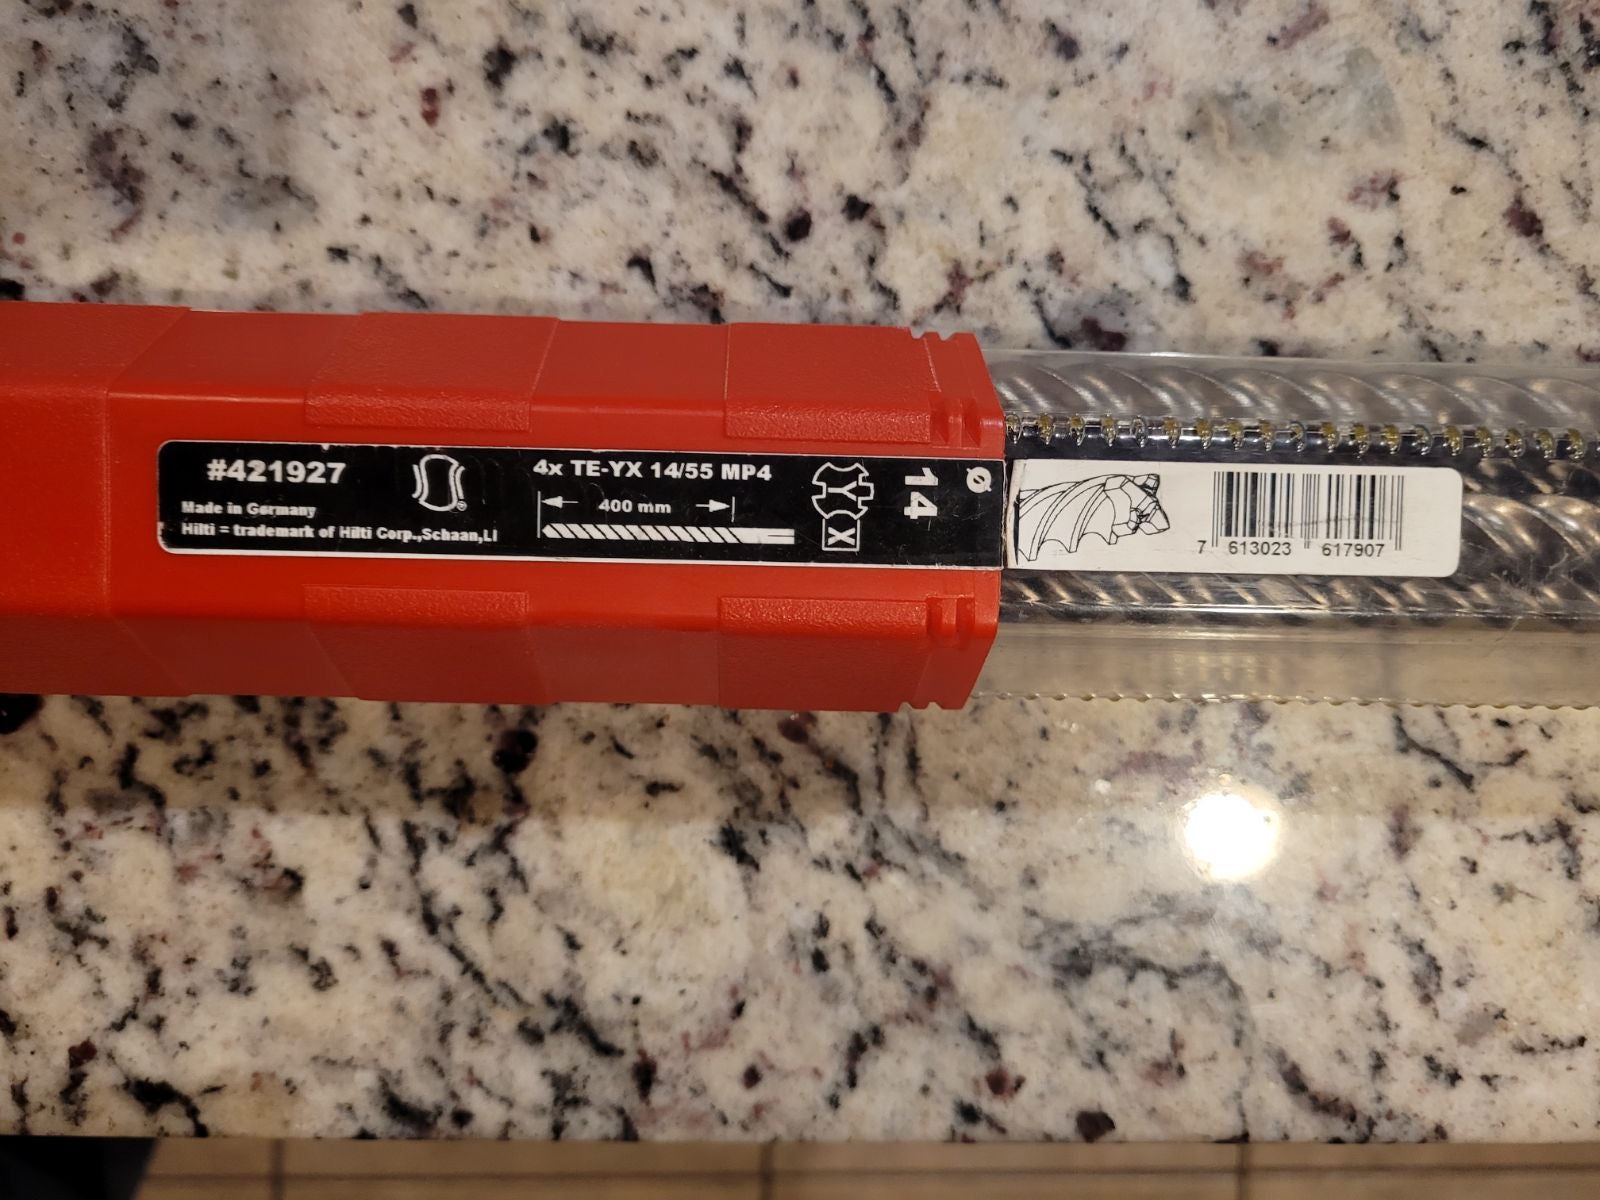 #421927
Made in Germany
Hilti = trademark of Hilti Corp.,Schaan,LI
®
4x TE-YX 14/55 MP4
400 mm
Y
X
Ø
14
7 613023 617907